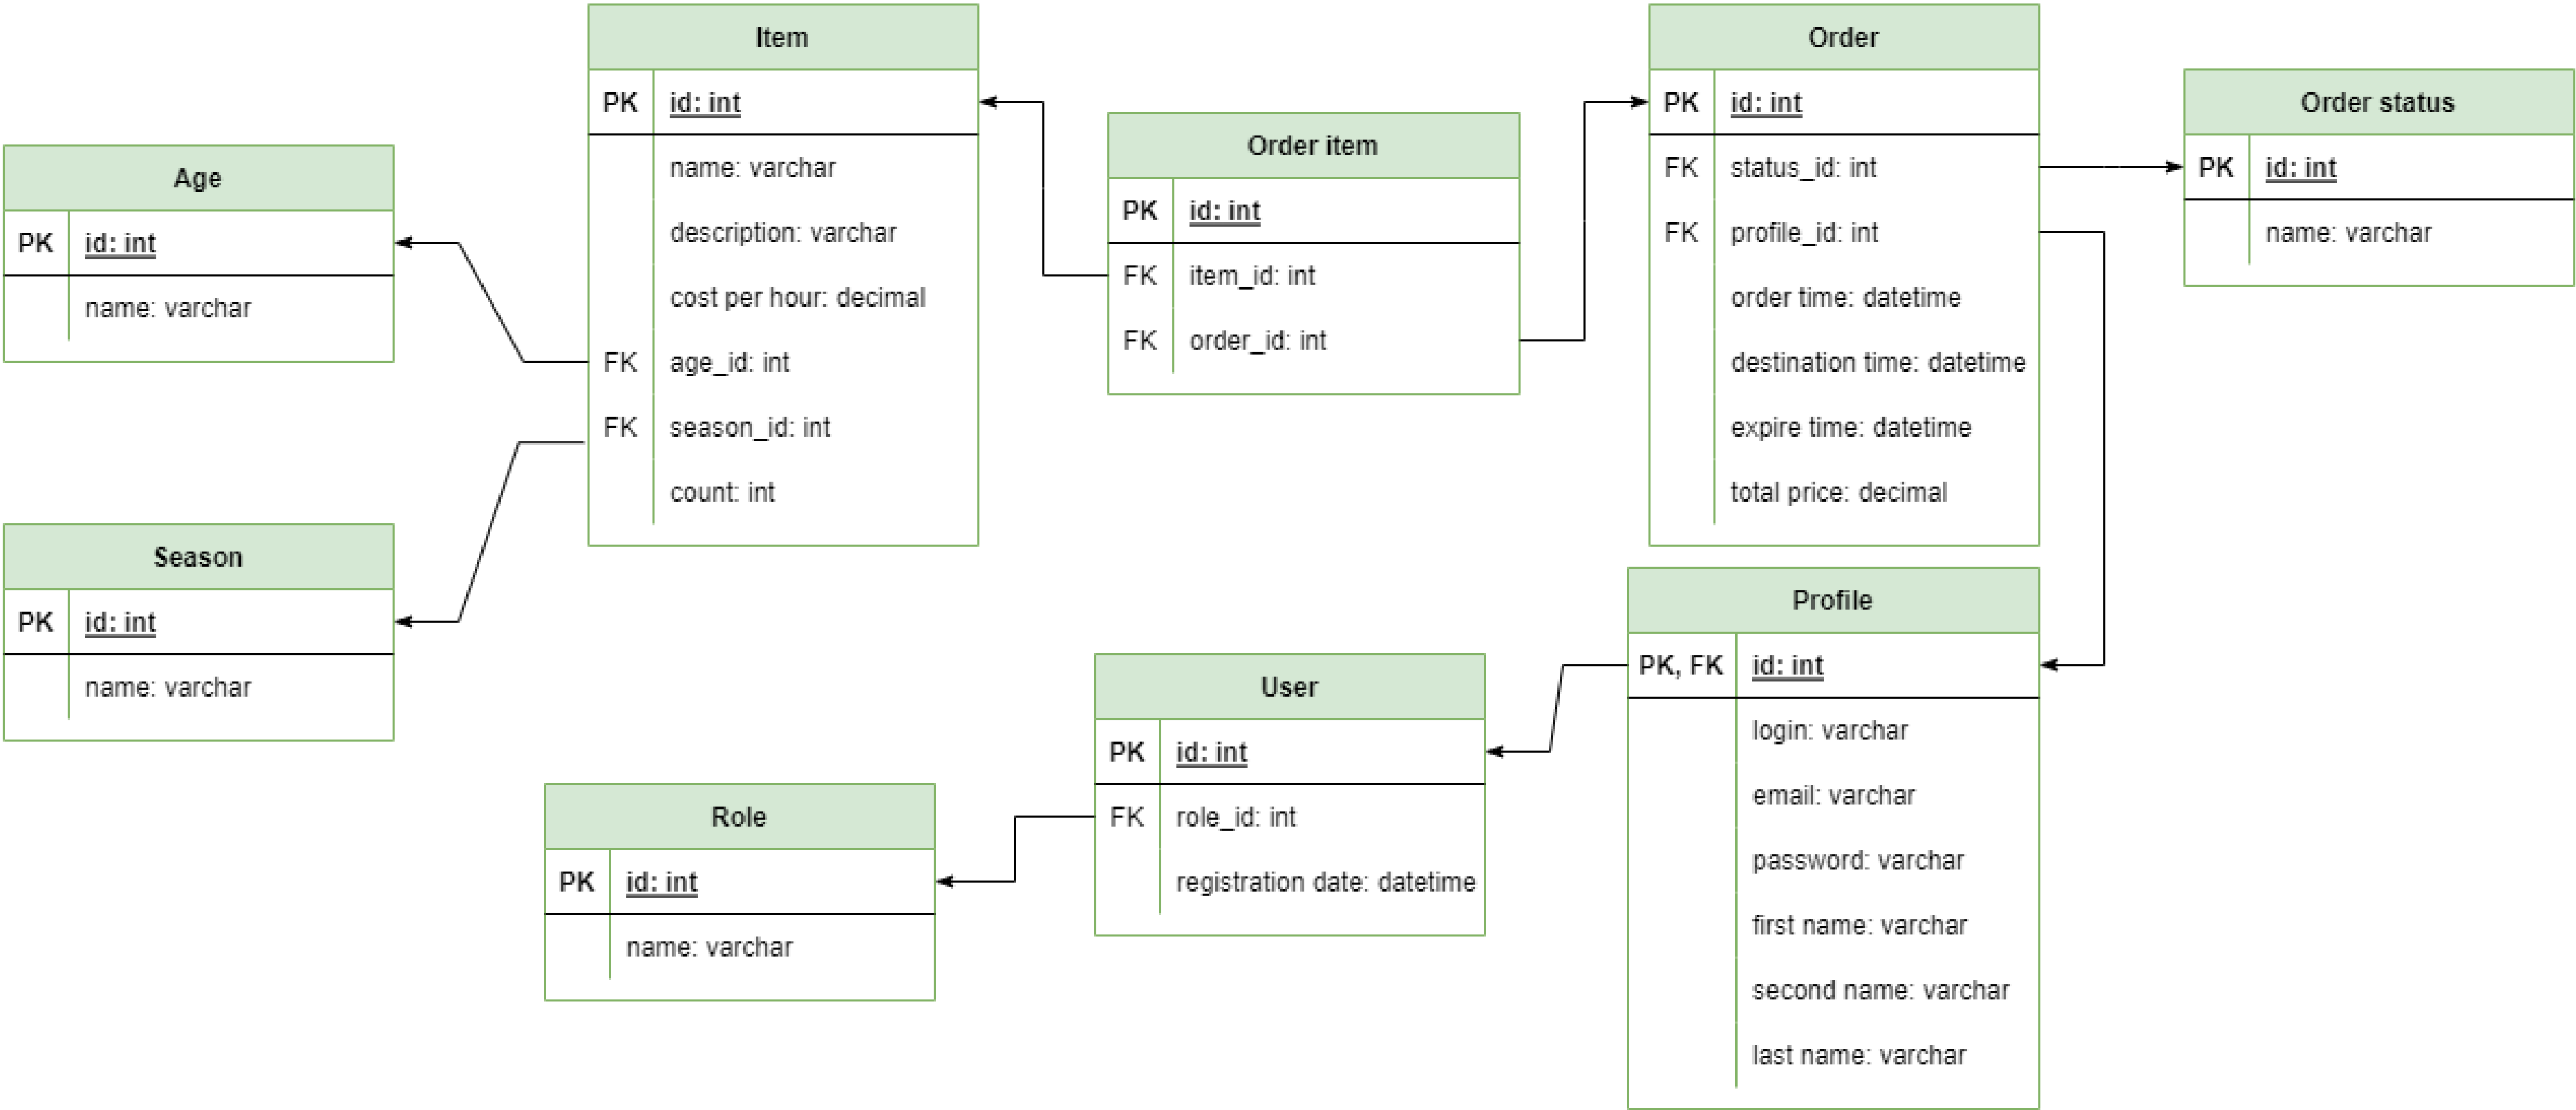 Item
PK id: int
name: varchar
description: varchar
cost per hour: decimal
FK age_id: int
FK season_id: int
count: int
Order
PK id: int
FK status_id: int
FK profile_id: int
order time: datetime
destination time: datetime
expire time: datetime
total price: decimal
Order status
PK id: int
name: varchar
Order item
PK id: int
FK item_id: int
FK order_id: int
Age
PK id: int
name: varchar
Season
PK id: int
name: varchar
Profile
PK, FK id: int
login: varchar
email: varchar
password: varchar
first name: varchar
second name: varchar
last name: varchar
User
PK id: int
FK role_id: int
registration date: datetime
Role
PK id: int
name: varchar